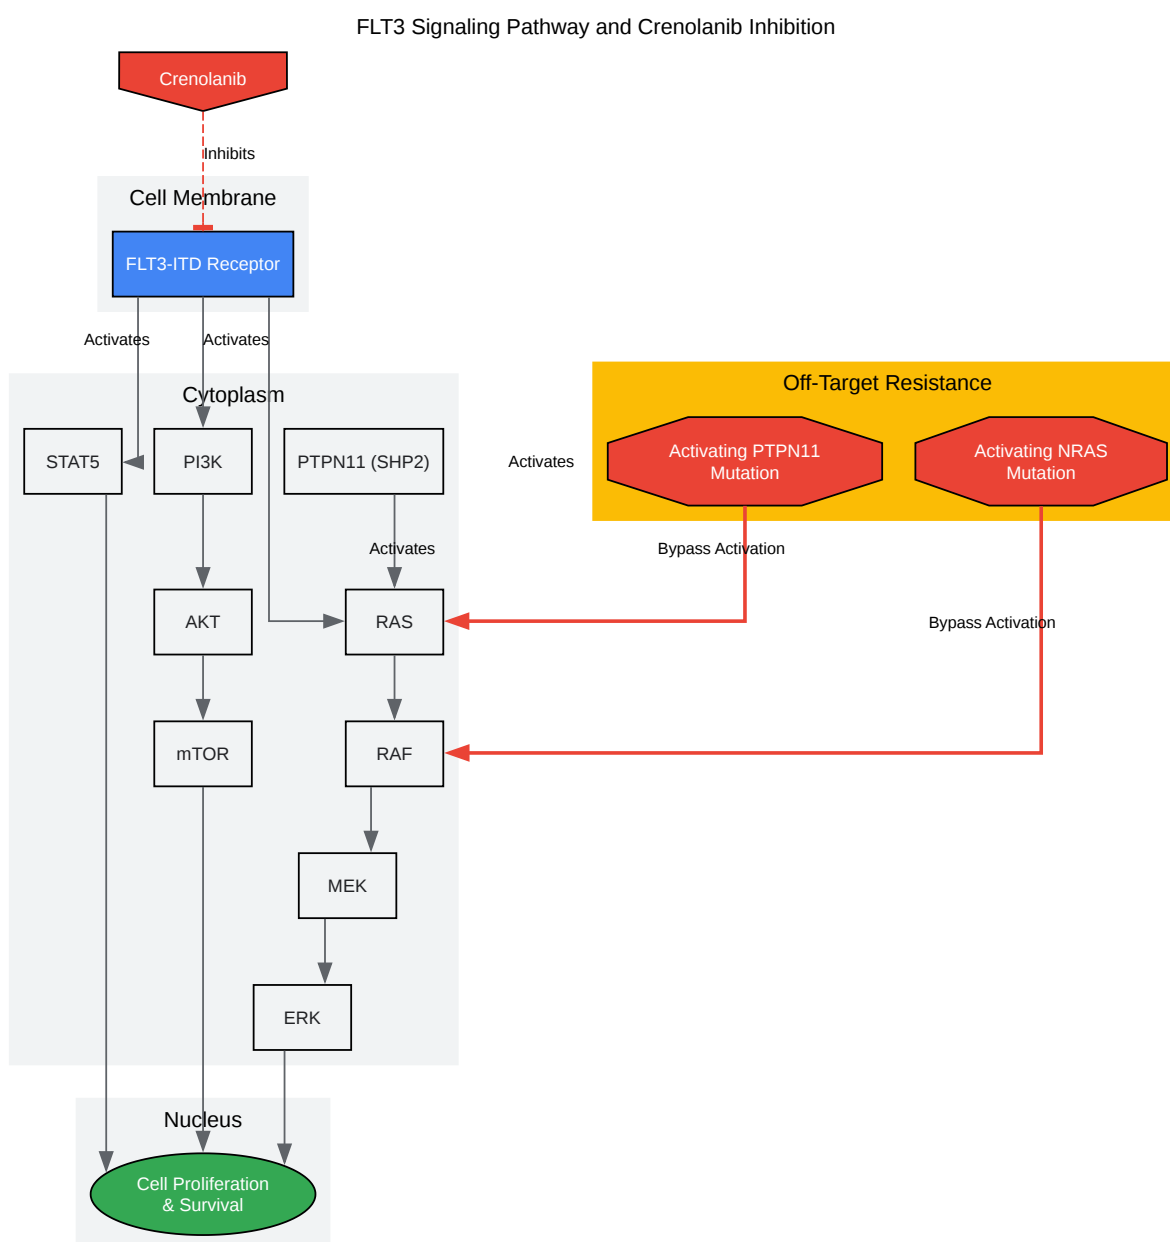 FLT3 Signaling Pathway and Crenolanib Inhibition
Crenolanib
Inhibits
Cell Membrane
FLT3-ITD Receptor
Activates
Activates
Cytoplasm
Off-Target Resistance
STAT5
PI3K
PTPN11 (SHP2)
Activates
Activating PTPN11
Mutation
Activating NRAS
Mutation
Activates
Bypass Activation
AKT
RAS
Bypass Activation
mTOR
RAF
MEK
ERK
Nucleus
Cell Proliferation
& Survival